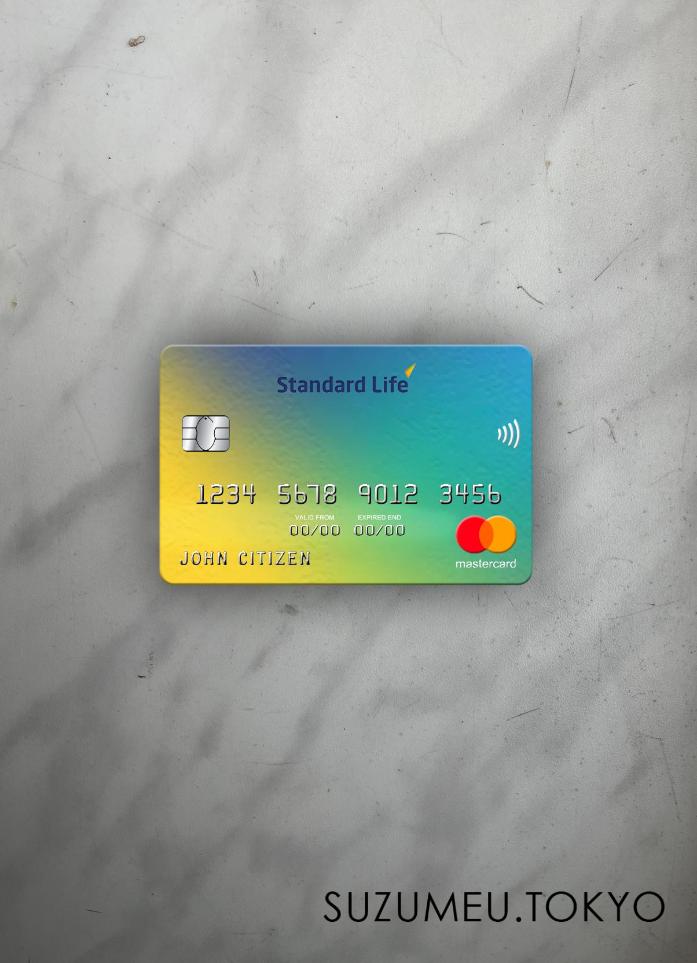 Standard Life
1234 5678 9012 3456
VALID FROM EXPIRED END
00/00 00/00
JOHN CITIZEN
mastercard
SUZUMEU.TOKYO